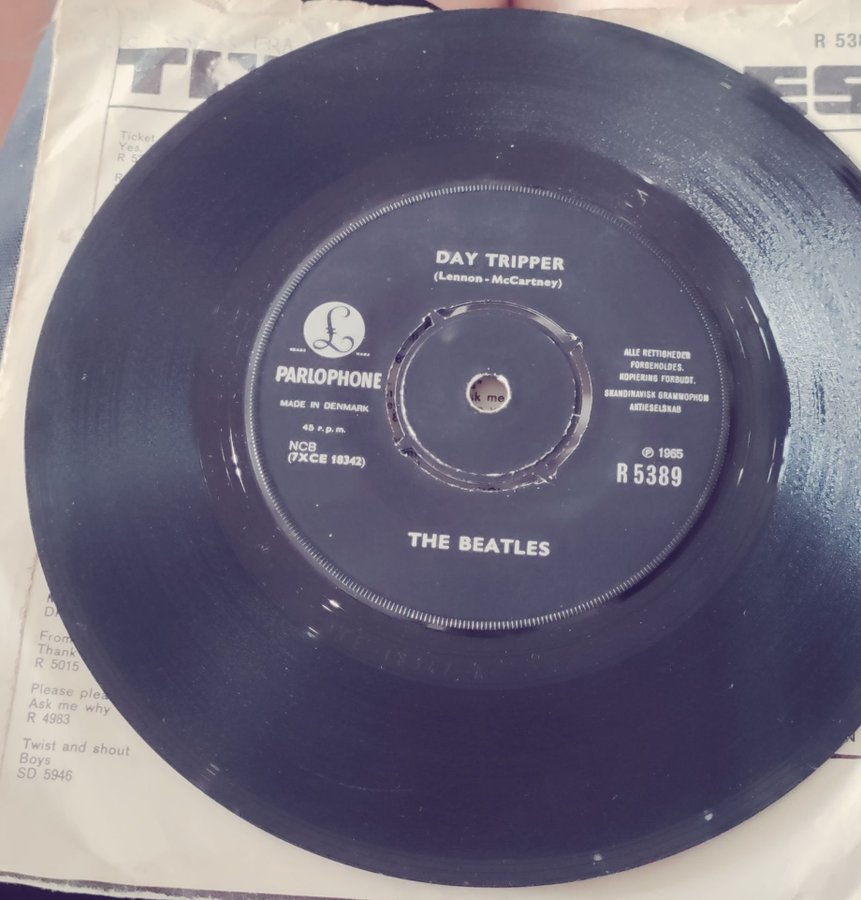 R 53
Ticket
Yes,
R 5
DAY TRIPPER
(Lennon - McCartney)
£
TRADE MARK
PARLOPHONE
MADE IN DENMARK
45 r.p.m.
NCB
(7XCE 18342)
ALLE RETTIGHEDER
FORBEHOLDES.
KOPIERING FORBUDT.
SKANDINAVISK GRAMMOPHON
AKTIESELSKAB
℗ 1965
R 5389
k me
THE BEATLES
From
Thank
R 5015
Please plea
Ask me why
R 4983
Twist and shout
Boys
SD 5946